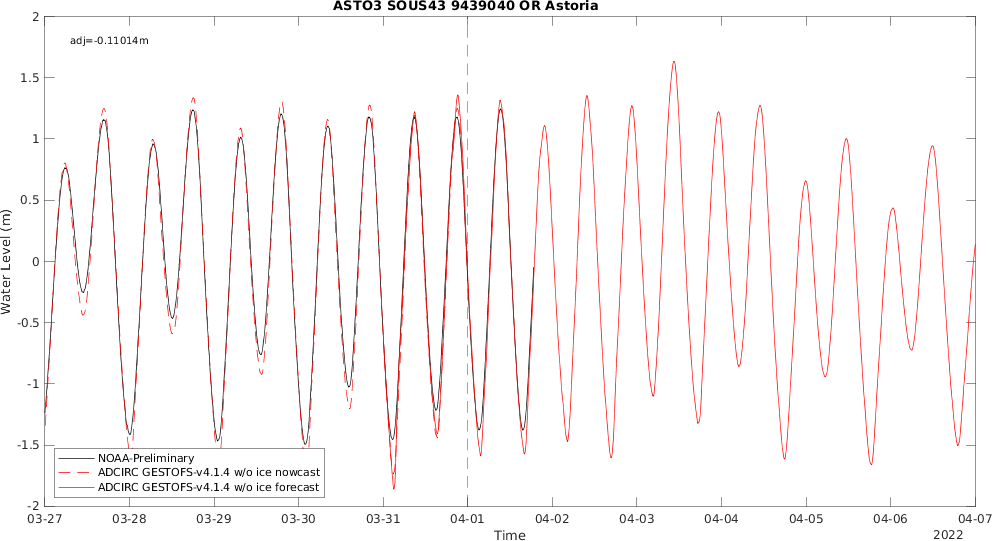 ASTO3 SOUS43 9439040 OR Astoria
adj=-0.11014m
2
1.5
1
0.5
0
-0.5
-1
-1.5
-2
Water Level (m)
NOAA-Preliminary
ADCIRC GESTOFS-v4.1.4 w/o ice nowcast
ADCIRC GESTOFS-v4.1.4 w/o ice forecast
03-27 03-28 03-29 03-30 03-31 04-01 04-02 04-03 04-04 04-05 04-06 04-07
Time
2022